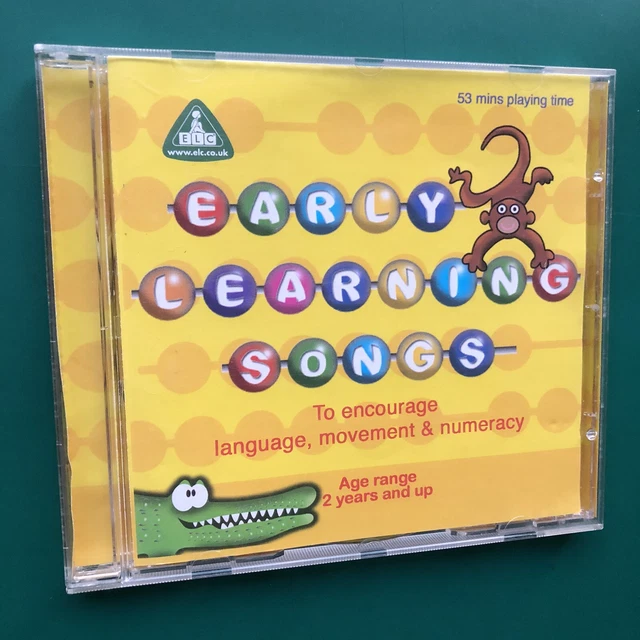 53 mins playing time
ELC
www.elc.co.uk
EARLY
LEARNING
SONGS
To encourage
language, movement & numeracy
Age range
2 years and up